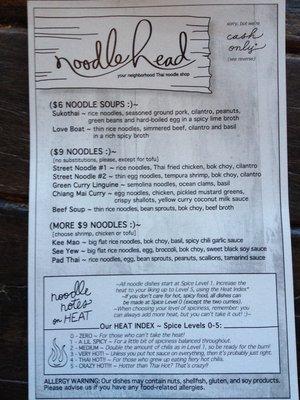 noodlehead
your neighborhood Thai noodle shop
sorry, but we're
cash
only!
(see reverse)
($6 NOODLE SOUPS :)~
Sukothai ~ rice noodles, seasoned ground pork, cilantro, peanuts,
green beans and hard-boiled egg in a spicy lime broth
Love Boat ~ thin rice noodles, simmered beef, cilantro and basil
in a rich spicy broth
($9 NOODLES :)~
[no substitutions, please, except for tofu]
Street Noodle #1 ~ rice noodles, Thai fried chicken, bok choy, cilantro
Street Noodle #2 ~ thin egg noodles, tempura shrimp, bok choy, cilantro
Green Curry Linguine ~ semolina noodles, ocean clams, basil
Chiang Mai Curry ~ egg noodles, chicken, pickled mustard greens,
crispy shallots, yellow curry coconut milk sauce
Beef Soup ~ thin rice noodles, bean sprouts, bok choy, beef broth
(MORE $9 NOODLES :)~
[choose shrimp, chicken or tofu]
Kee Mao ~ big flat rice noodles, bok choy, basil, spicy chili garlic sauce
See Yew ~ big flat rice noodles, egg, broccoli, bok choy, sweet black soy sauce
Pad Thai ~ rice noodles, egg, bean sprouts, peanuts, scallions, tamarind sauce
noodle
notes
on HEAT
~All noodle dishes start at Spice Level 1. Increase the
heat to your liking up to Level 5, using the Heat Index*
~If you don't care for hot, spicy food, all dishes can
be made at Spice Level 0 (except the two curries).
~When choosing your level of spiciness, remember you
can always add more heat, but you can't take it out! :)~
~Our HEAT INDEX ~ Spice Levels 0-5:
0 - ZERO ~ For those who can't take the heat!
1 - A LIL SPICY ~ For a little bit of spiciness balanced throughout.
2 - MEDIUM ~ Double the amount of chilis as in Level 1, so be ready for the burn!
3 - VERY HOT! ~ Unless you put hot sauce on everything, then it's probably just right.
4 - THAI HOT!! ~ For those who grew up eating fiery hot chilis.
5 - CRAZY HOT!!! ~ Hotter than Thai Hot? That's crazy!!
ALLERGY WARNING: Our dishes may contain nuts, shellfish, gluten, and soy products.
Please advise us if you have any food-related allergies.